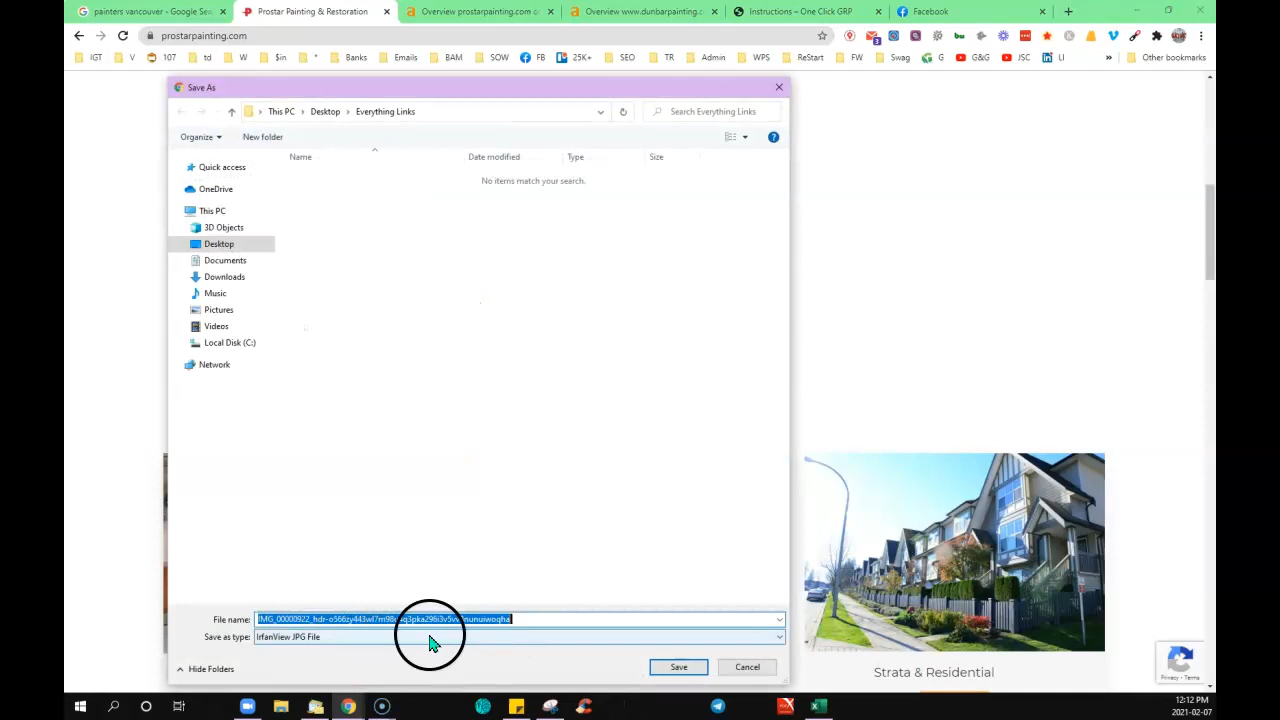 painters vancouver - Google Sea
Prostar Painting & Restoration
Overview prostarpainting.com o
Overview www.dunbarpainting.c
Instructions – One Click GRP
Facebook
prostarpainting.com
IGT
V
107
td
W
$in
*
Banks
Emails
BAM
SOW
FB
25K+
SEO
TR
Admin
WPS
ReStart
FW
Swag
G
G&G
JSC
LI
Other bookmarks
Save As
This PC
Desktop
Everything Links
Search Everything Links
Organize
New folder
Name
Date modified
Type
Size
No items match your search.
Quick access
OneDrive
This PC
3D Objects
Desktop
Documents
Downloads
Music
Pictures
Videos
Local Disk (C:)
Network
File name:
Save as type:
IrfanView JPG File
Hide Folders
Save
Cancel
Strata & Residential
Privacy - Terms
12:12 PM
2021-02-07